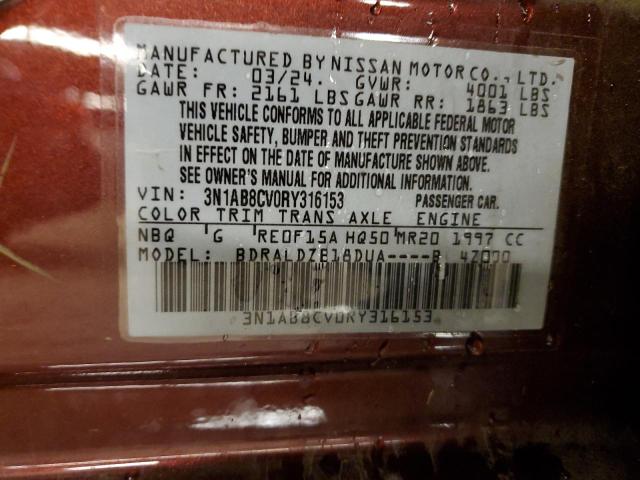 MANUFACTURED BY NISSAN MOTOR CO., LTD.
DATE: 03/24. GVWR: 4001 LBS
GAWR FR: 2161 LBS GAWR RR: 1863 LBS
THIS VEHICLE CONFORMS TO ALL APPLICABLE FEDERAL MOTOR
VEHICLE SAFETY, BUMPER AND THEFT PREVENTION STANDARDS
IN EFFECT ON THE DATE OF MANUFACTURE SHOWN ABOVE.
SEE OWNER'S MANUAL FOR ADDITIONAL INFORMATION.
VIN: 3N1AB8CV0RY316153 PASSENGER CAR.
COLOR TRIM TRANS AXLE ENGINE
NBQ G RE0F15A HQ50 MR20 1997 CC
MODEL: BDRALDZB18DUA----B 4Z000
3N1AB8CV0RY316153